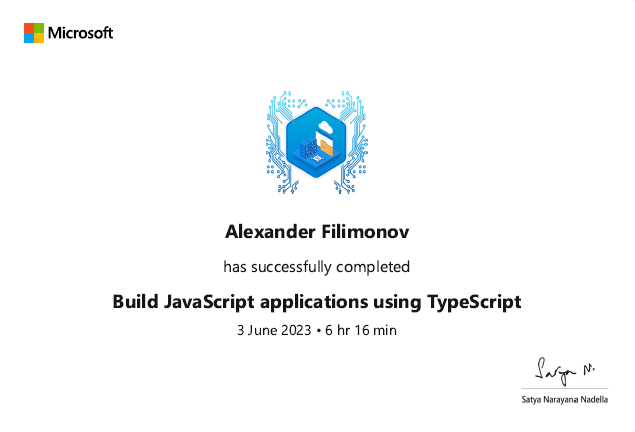 Microsoft
Alexander Filimonov
has successfully completed
Build JavaScript applications using TypeScript
3 June 2023 • 6 hr 16 min
Satya N.
Satya Narayana Nadella